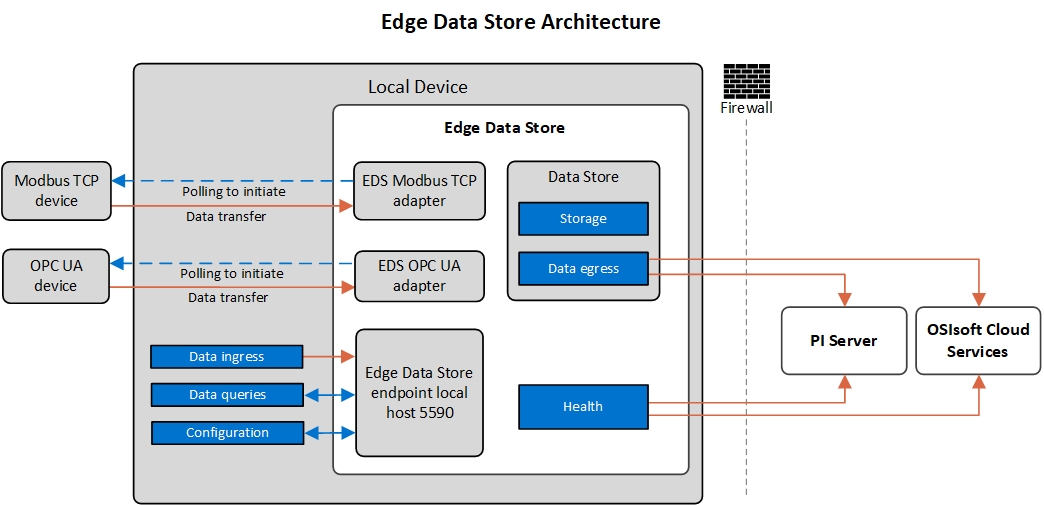 Edge Data Store Architecture
Local Device
Firewall
Edge Data Store
Modbus TCP
device
Polling to initiate
Data transfer
EDS Modbus TCP
adapter
Data Store
Storage
Data egress
OPC UA
device
Polling to initiate
Data transfer
EDS OPC UA
adapter
PI Server
OSIsoft Cloud
Services
Data ingress
Data queries
Configuration
Edge Data Store
endpoint local
host 5590
Health